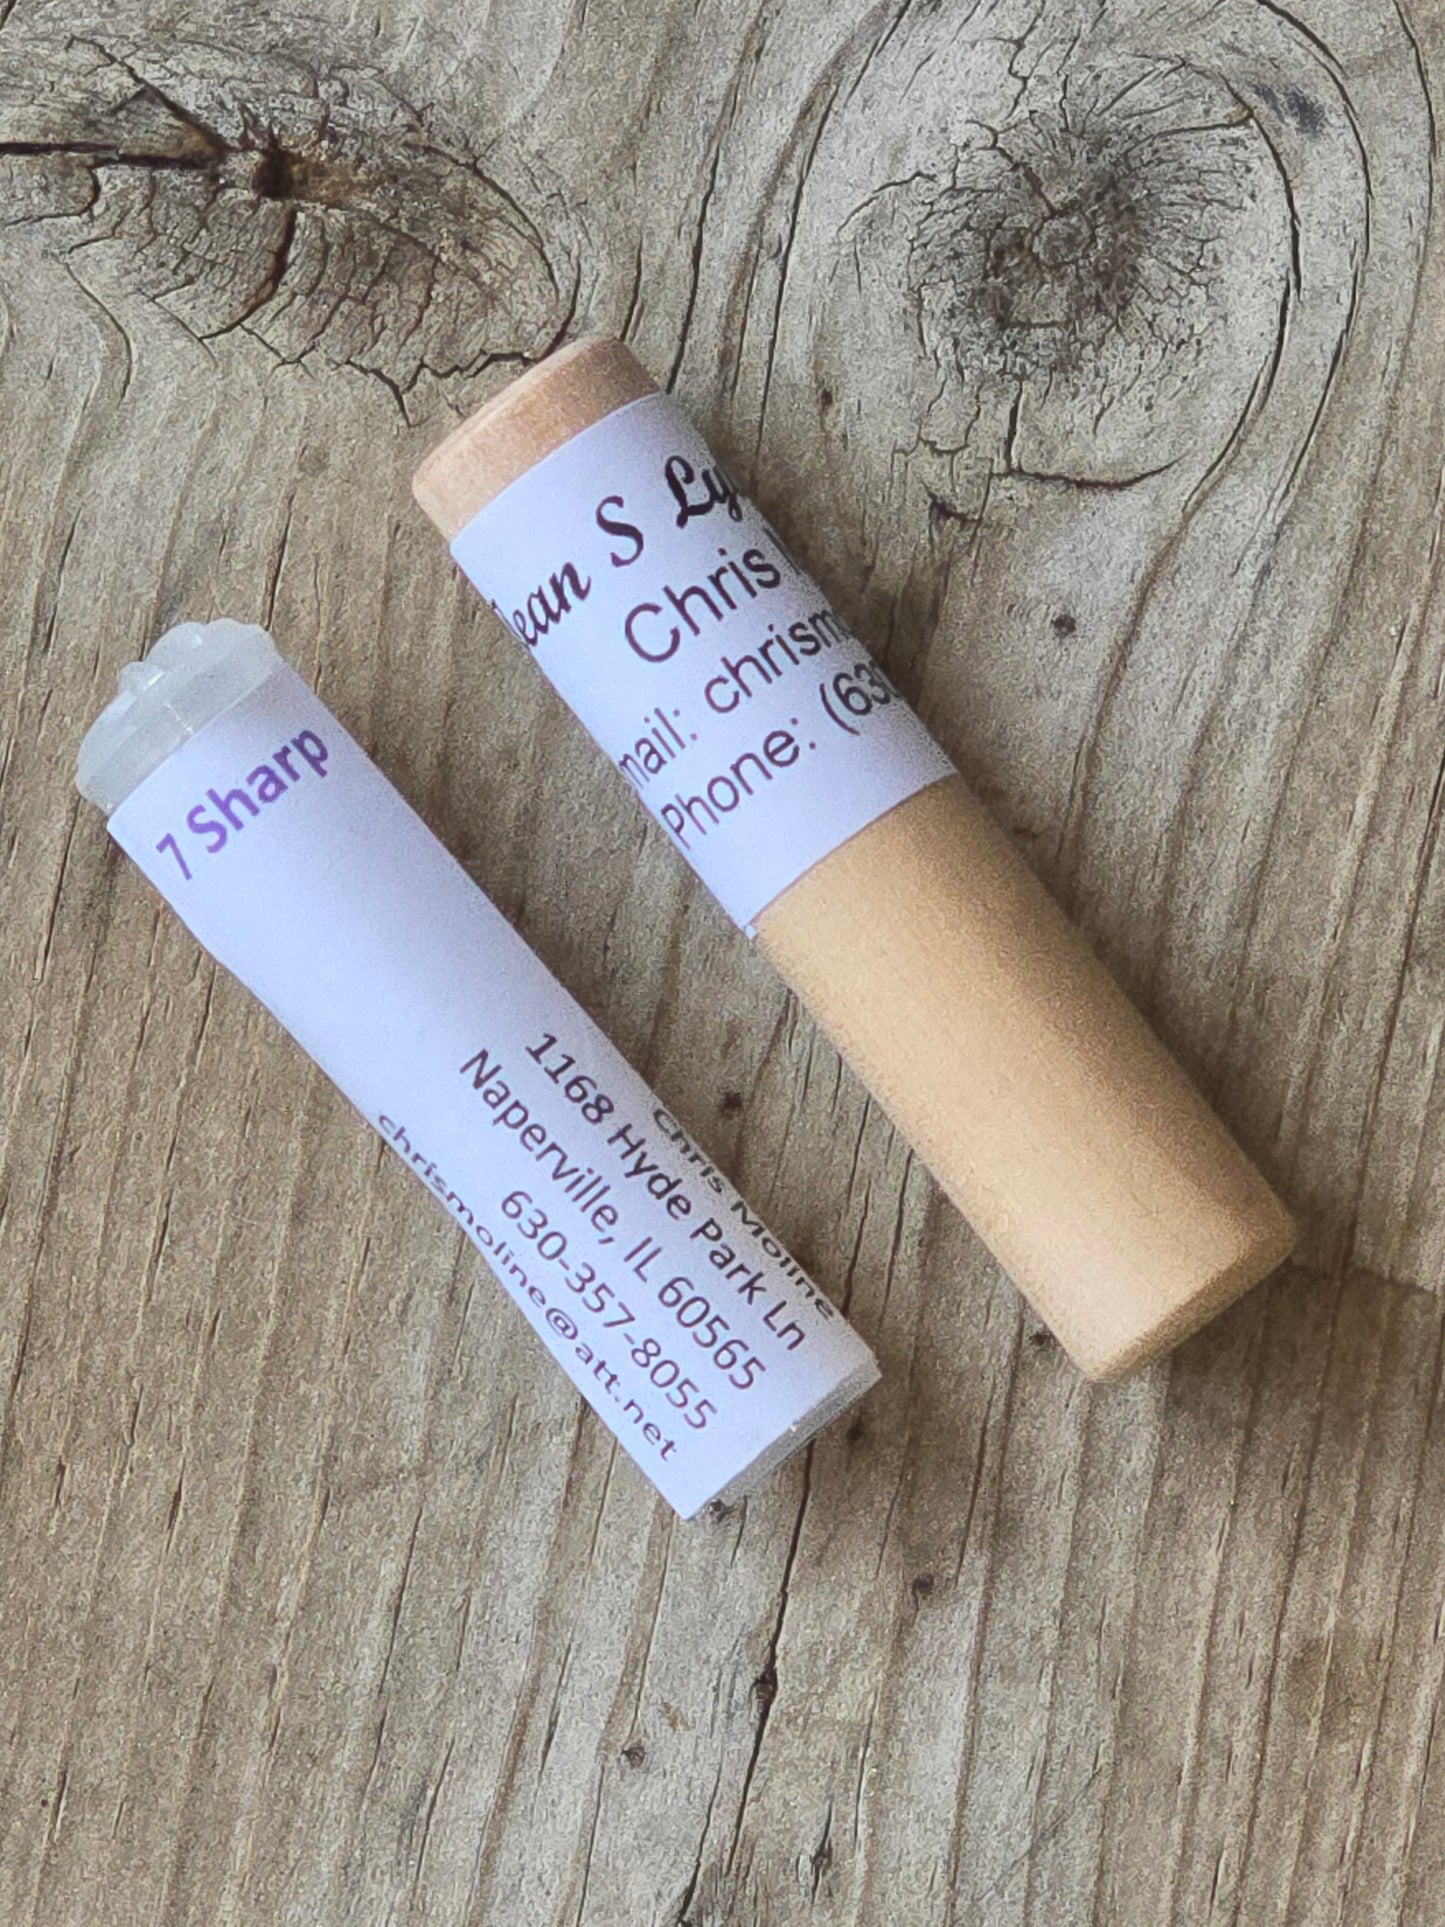 7 Sharp
Chris Moline
1168 Hyde Park Ln
Naperville, IL 60565
630-357-8055
chrismoline@att.net
S
Chris
Phone: (630